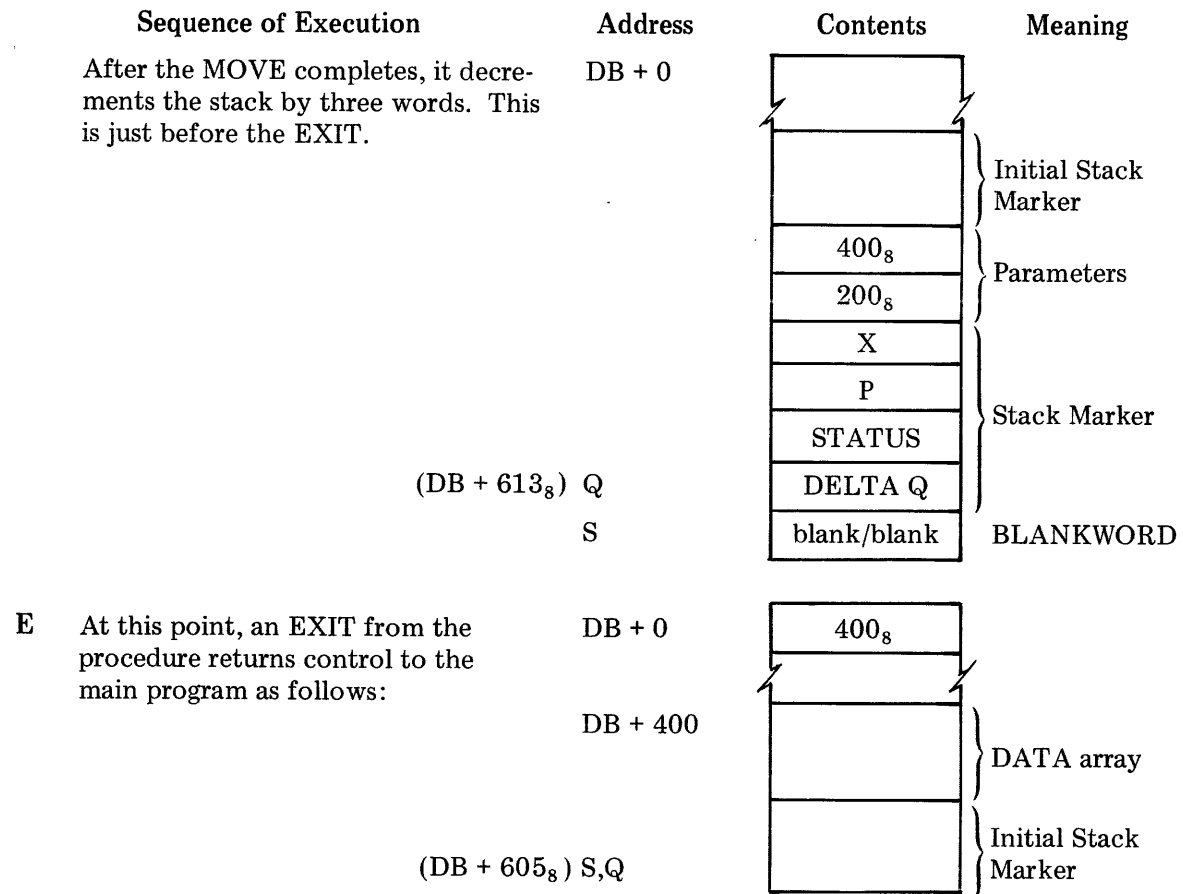 Sequence of Execution Address Contents Meaning
After the MOVE completes, it decre- DB + 0
ments the stack by three words. This
is just before the EXIT.
Initial Stack
Marker
400₈
Parameters
200₈
X
P
Stack Marker
STATUS
(DB + 613₈) Q DELTA Q
S blank/blank BLANKWORD
E At this point, an EXIT from the DB + 0 400₈
procedure returns control to the
main program as follows:
DB + 400
DATA array
Initial Stack
Marker
(DB + 605₈) S,Q